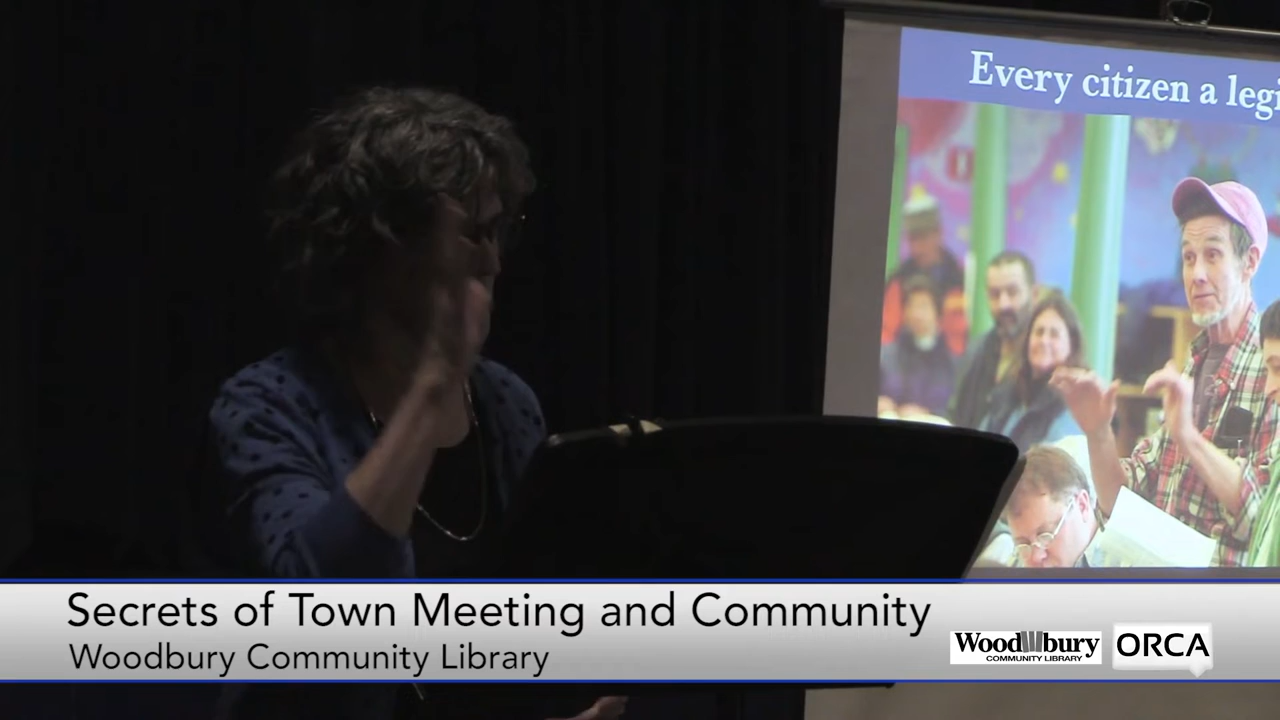 Every citizen a legi
Secrets of Town Meeting and Community
Woodbury Community Library
Woodbury
COMMUNITY LIBRARY
ORCA